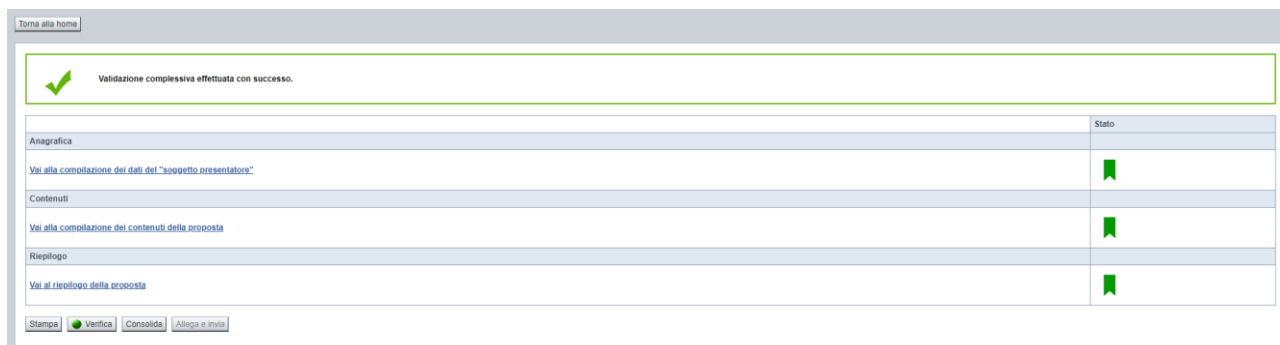 Torna alla home
Validazione complessiva effettuata con successo.
Stato
Anagrafica
Vai alla compilazione dei dati del "soggetto presentatore"
Contenuti
Vai alla compilazione dei contenuti della proposta
Riepilogo
Vai al riepilogo della proposta
Stampa Verifica Consolida Allega e invia